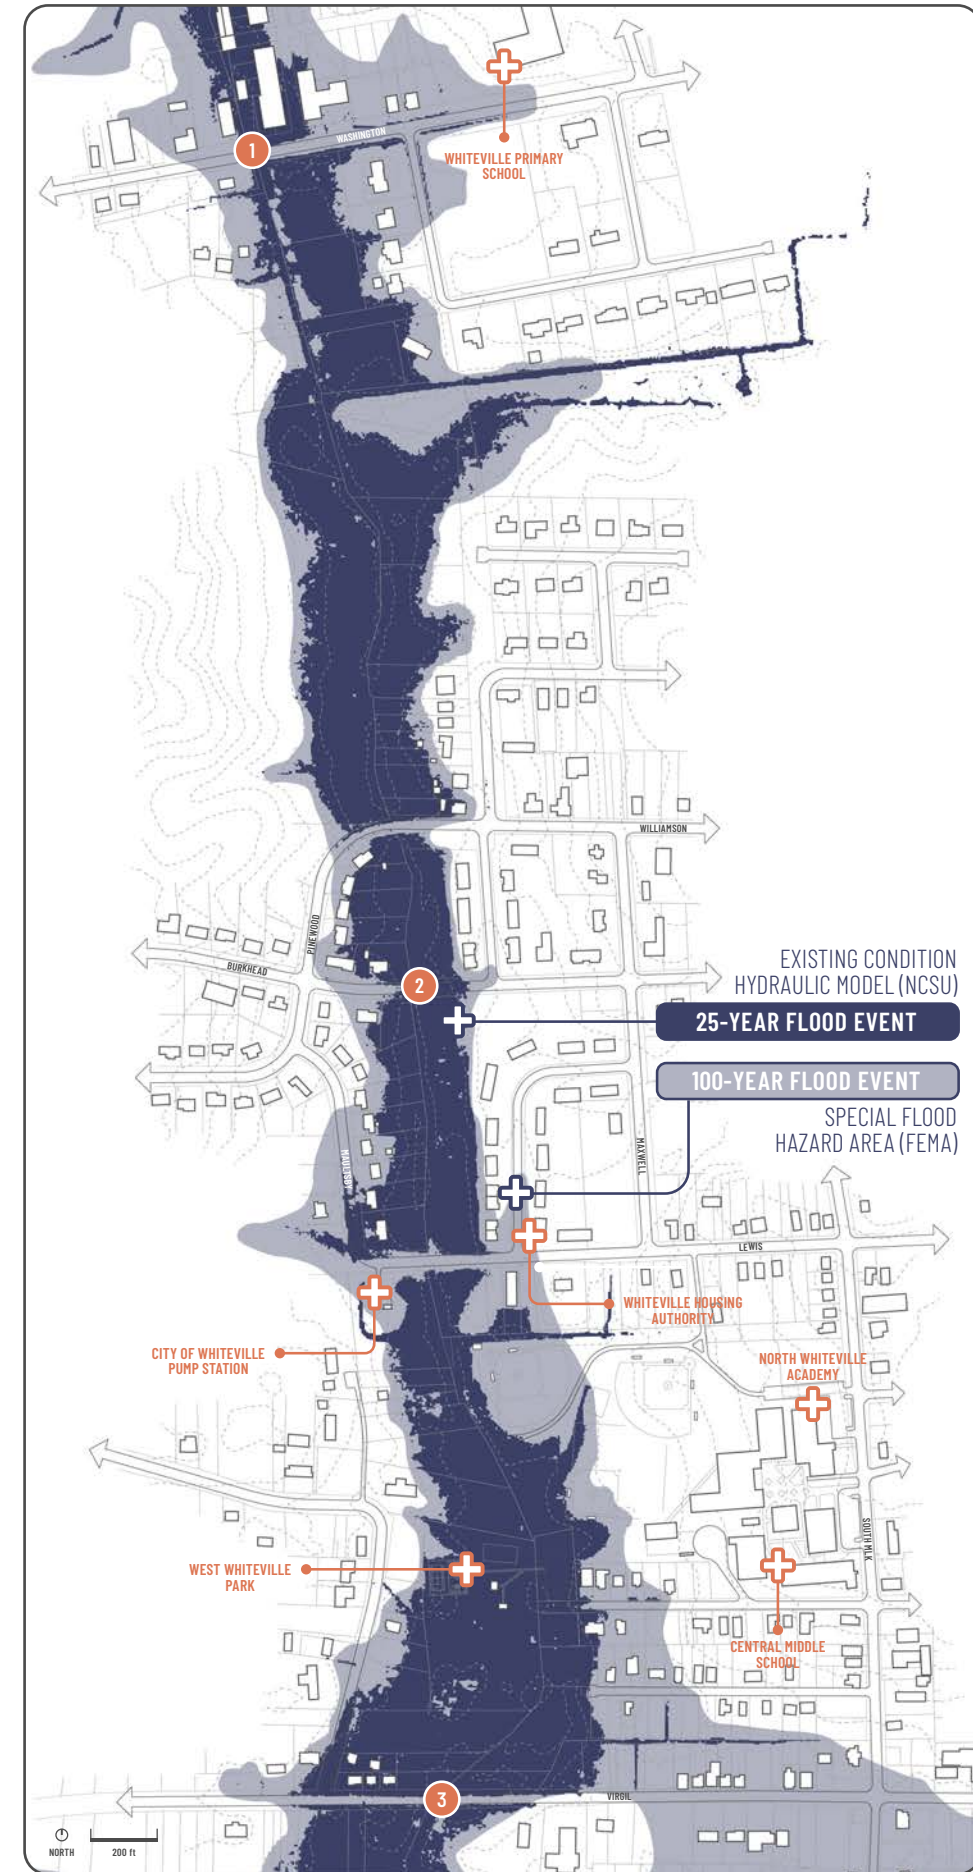 1
WASHINGTON
WHITEVILLE PRIMARY
SCHOOL
WILLIAMSON
PINEWOOD
BURKHEAD
2
EXISTING CONDITION
HYDRAULIC MODEL (NCSU)
25-YEAR FLOOD EVENT
100-YEAR FLOOD EVENT
SPECIAL FLOOD
HAZARD AREA (FEMA)
MAULTSBY
MAXWELL
LEWIS
WHITEVILLE HOUSING
AUTHORITY
CITY OF WHITEVILLE
PUMP STATION
NORTH WHITEVILLE
ACADEMY
SOUTH MLK
WEST WHITEVILLE
PARK
CENTRAL MIDDLE
SCHOOL
3
VIRGIL
NORTH
200 ft